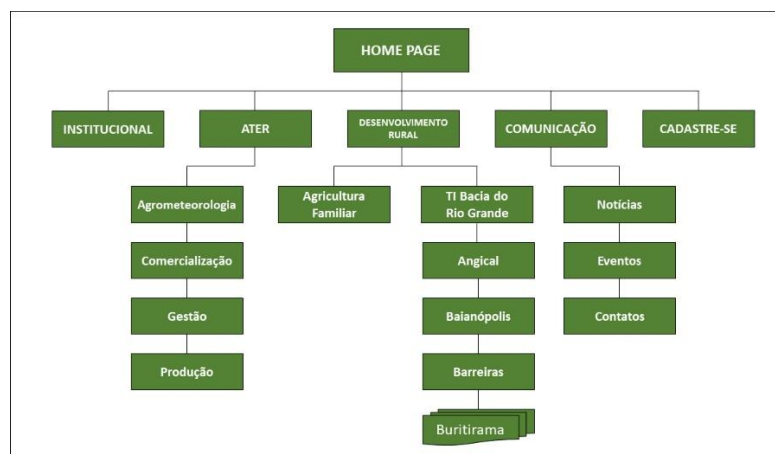 HOME PAGE
INSTITUCIONAL
ATER
DESENVOLVIMENTO
RURAL
COMUNICAÇÃO
CADASTRE-SE
Agrometeorologia
Agricultura
Familiar
TI Bacia do
Rio Grande
Notícias
Comercialização
Angical
Eventos
Gestão
Baianópolis
Contatos
Produção
Barreiras
Buritirama